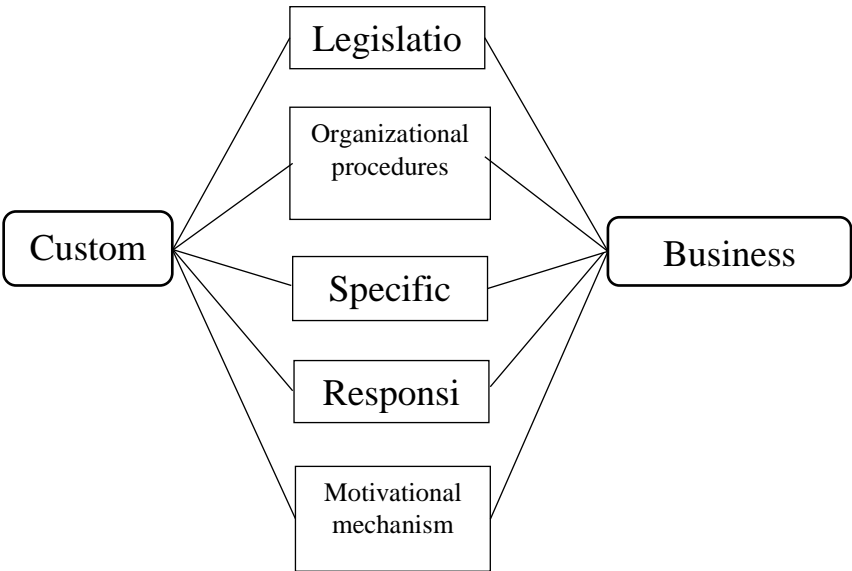 Legislatio
Organizational
procedures
Custom
Business
Specific
Responsi
Motivational
mechanism